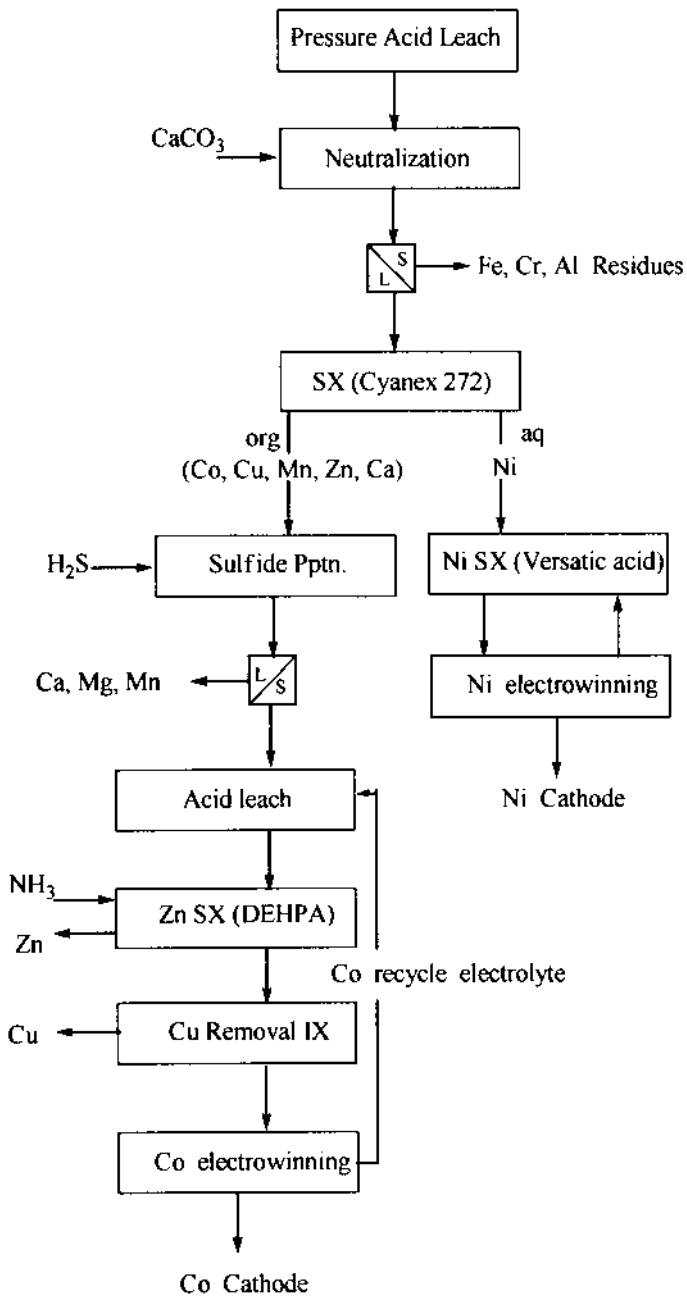 Pressure Acid Leach
CaCO3
Neutralization
S
L
Fe, Cr, Al Residues
SX (Cyanex 272)
org
aq
(Co, Cu, Mn, Zn, Ca)
Ni
H2S
Sulfide Pptn.
Ni SX (Versatic acid)
L
S
Ca, Mg, Mn
Ni electrowinning
Acid leach
Ni Cathode
NH3
Zn SX (DEHPA)
Zn
Co recycle electrolyte
Cu
Cu Removal IX
Co electrowinning
Co Cathode